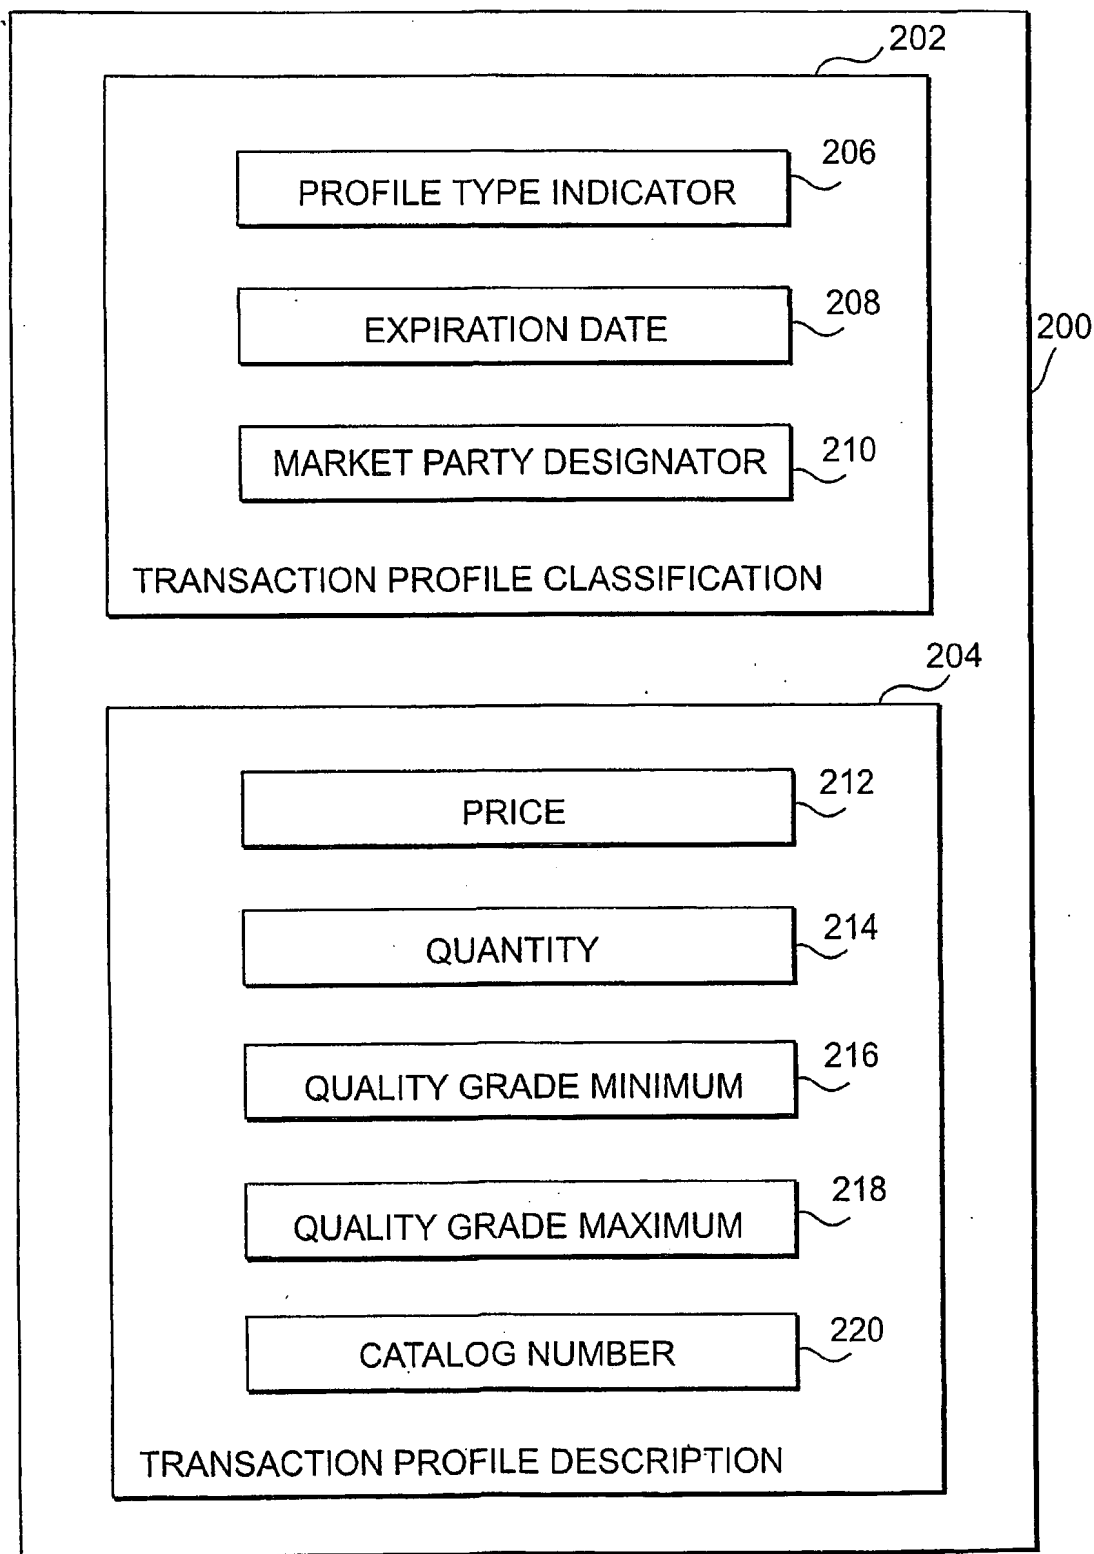 202
PROFILE TYPE INDICATOR
206
EXPIRATION DATE
208
200
MARKET PARTY DESIGNATOR
210
TRANSACTION PROFILE CLASSIFICATION
204
PRICE
212
QUANTITY
214
QUALITY GRADE MINIMUM
216
QUALITY GRADE MAXIMUM
218
CATALOG NUMBER
220
TRANSACTION PROFILE DESCRIPTION